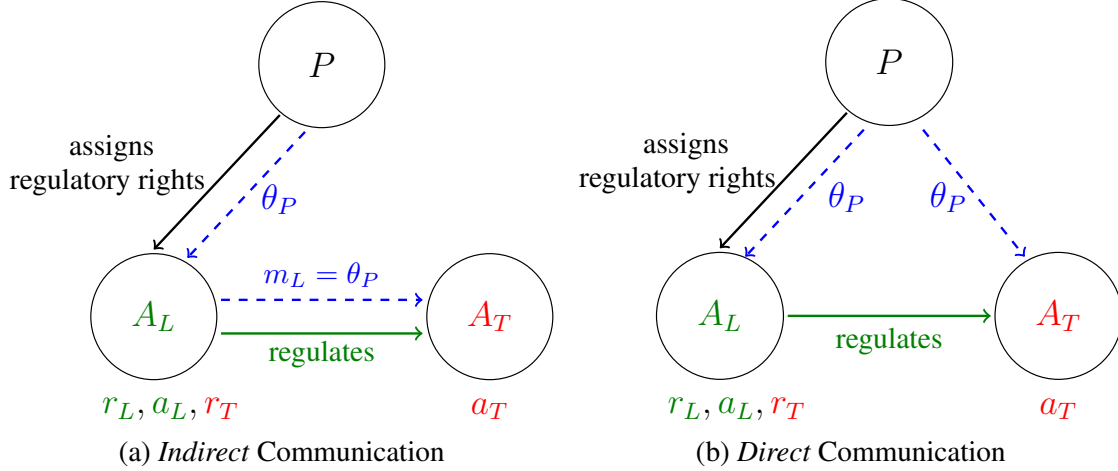 P
assigns
regulatory rights
θ_P
m_L = θ_P
A_L
A_T
regulates
r_L, a_L, r_T
a_T
(a) Indirect Communication
P
assigns
regulatory rights
θ_P
θ_P
A_L
A_T
regulates
r_L, a_L, r_T
a_T
(b) Direct Communication